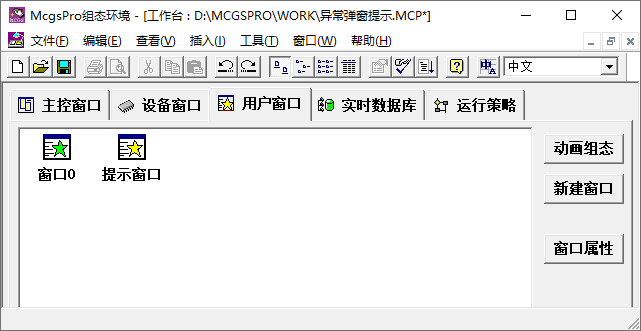 McgsPro组态环境 - [工作台 : D:\MCGSPRO\WORK\异常弹窗提示.MCP*]
文件(F) 编辑(E) 查看(V) 插入(I) 工具(T) 窗口(W) 帮助(H)
中文
主控窗口 设备窗口 用户窗口 实时数据库 运行策略
窗口0 提示窗口
动画组态
新建窗口
窗口属性